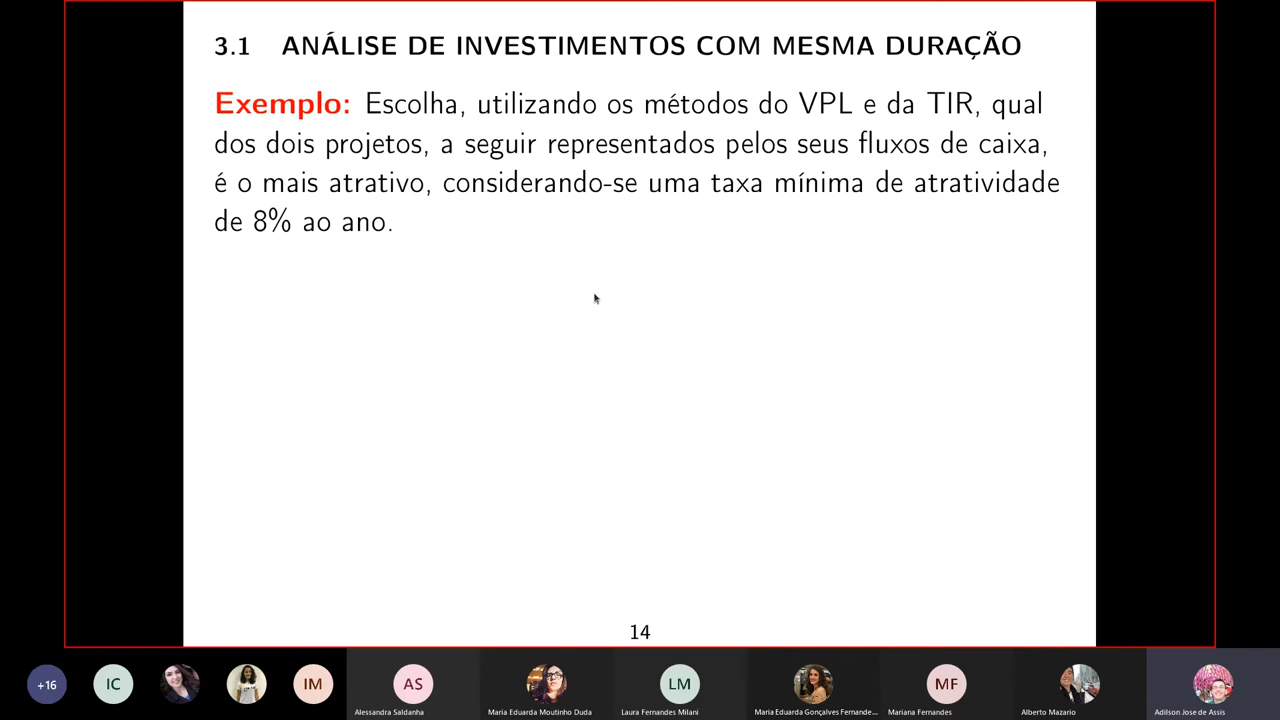 3.1 ANÁLISE DE INVESTIMENTOS COM MESMA DURAÇÃO
Exemplo: Escolha, utilizando os métodos do VPL e da TIR, qual
dos dois projetos, a seguir representados pelos seus fluxos de caixa,
é o mais atrativo, considerando-se uma taxa mínima de atratividade
de 8% ao ano.
14
+16
IC
IM
AS
LM
MF
Alessandra Saldanha
Maria Eduarda Moutinho Duda
Laura Fernandes Milani
Maria Eduarda Gonçalves Fernande...
Mariana Fernandes
Alberto Mazario
Adilson Jose de Assis